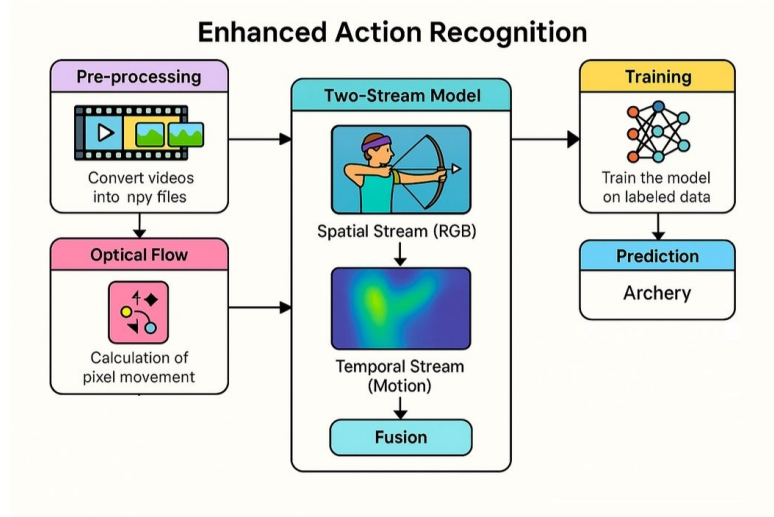 Enhanced Action Recognition
Pre-processing
Convert videos
into npy files
Optical Flow
Calculation of
pixel movement
Two-Stream Model
Spatial Stream (RGB)
Temporal Stream
(Motion)
Fusion
Training
Train the model
on labeled data
Prediction
Archery